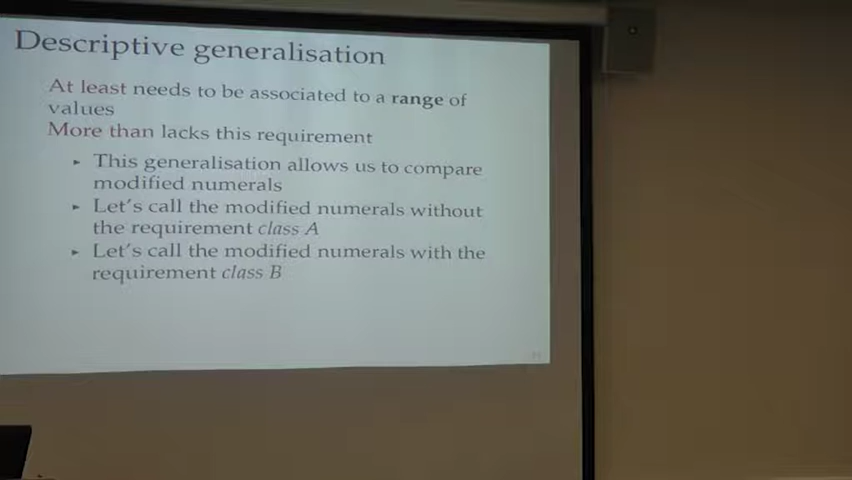 Descriptive generalisation
At least needs to be associated to a range of
values
More than lacks this requirement
▸ This generalisation allows us to compare
modified numerals
▸ Let's call the modified numerals without
the requirement class A
▸ Let's call the modified numerals with the
requirement class B